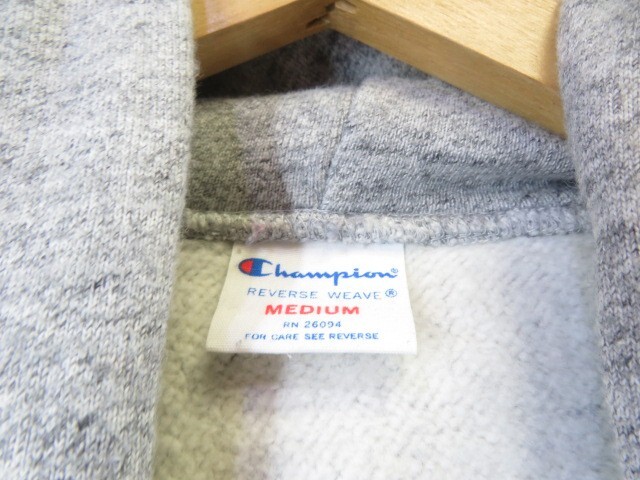 Champion®
REVERSE WEAVE®
MEDIUM
RN 26094
FOR CARE SEE REVERSE